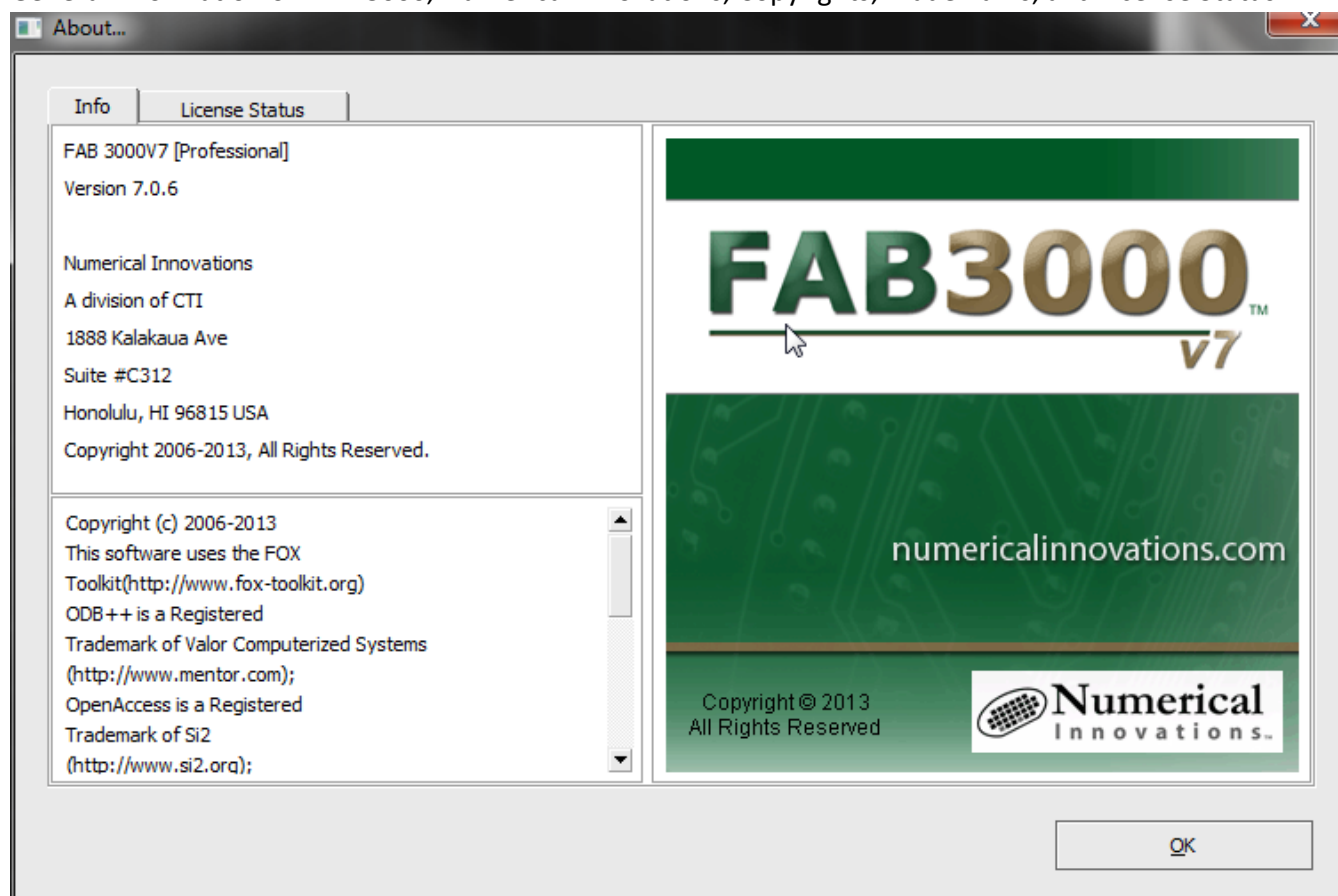 About...
X
Info
License Status
FAB 3000V7 [Professional]
Version 7.0.6
Numerical Innovations
A division of CTI
1888 Kalakaua Ave
Suite #C312
Honolulu, HI 96815 USA
Copyright 2006-2013, All Rights Reserved.
Copyright (c) 2006-2013
This software uses the FOX
Toolkit(http://www.fox-toolkit.org)
ODB++ is a Registered
Trademark of Valor Computerized Systems
(http://www.mentor.com);
OpenAccess is a Registered
Trademark of Si2
(http://www.si2.org);
FAB3000™
v7
numericalinnovations.com
Copyright © 2013
All Rights Reserved
Numerical
Innovations™
OK